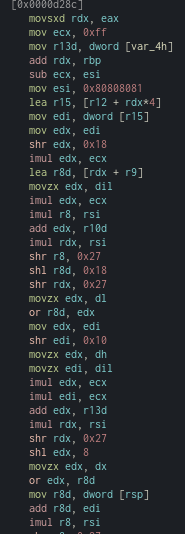 [0x0000d28c]
movsxd rdx, eax
mov ecx, 0xff
mov r13d, dword [var_4h]
add rdx, rbp
sub ecx, esi
mov esi, 0x80808081
lea r15, [r12 + rdx*4]
mov edi, dword [r15]
mov edx, edi
shr edx, 0x18
imul edx, ecx
lea r8d, [rdx + r9]
movzx edx, dil
imul edx, ecx
imul r8, rsi
add edx, r10d
imul rdx, rsi
shr r8, 0x27
shl r8d, 0x18
shr rdx, 0x27
movzx edx, dl
or r8d, edx
mov edx, edi
shr edi, 0x10
movzx edx, dh
movzx edi, dil
imul edx, ecx
imul edi, ecx
add edx, r13d
imul rdx, rsi
shr rdx, 0x27
shl edx, 8
movzx edx, dx
or edx, r8d
mov r8d, dword [rsp]
add r8d, edi
imul r8, rsi